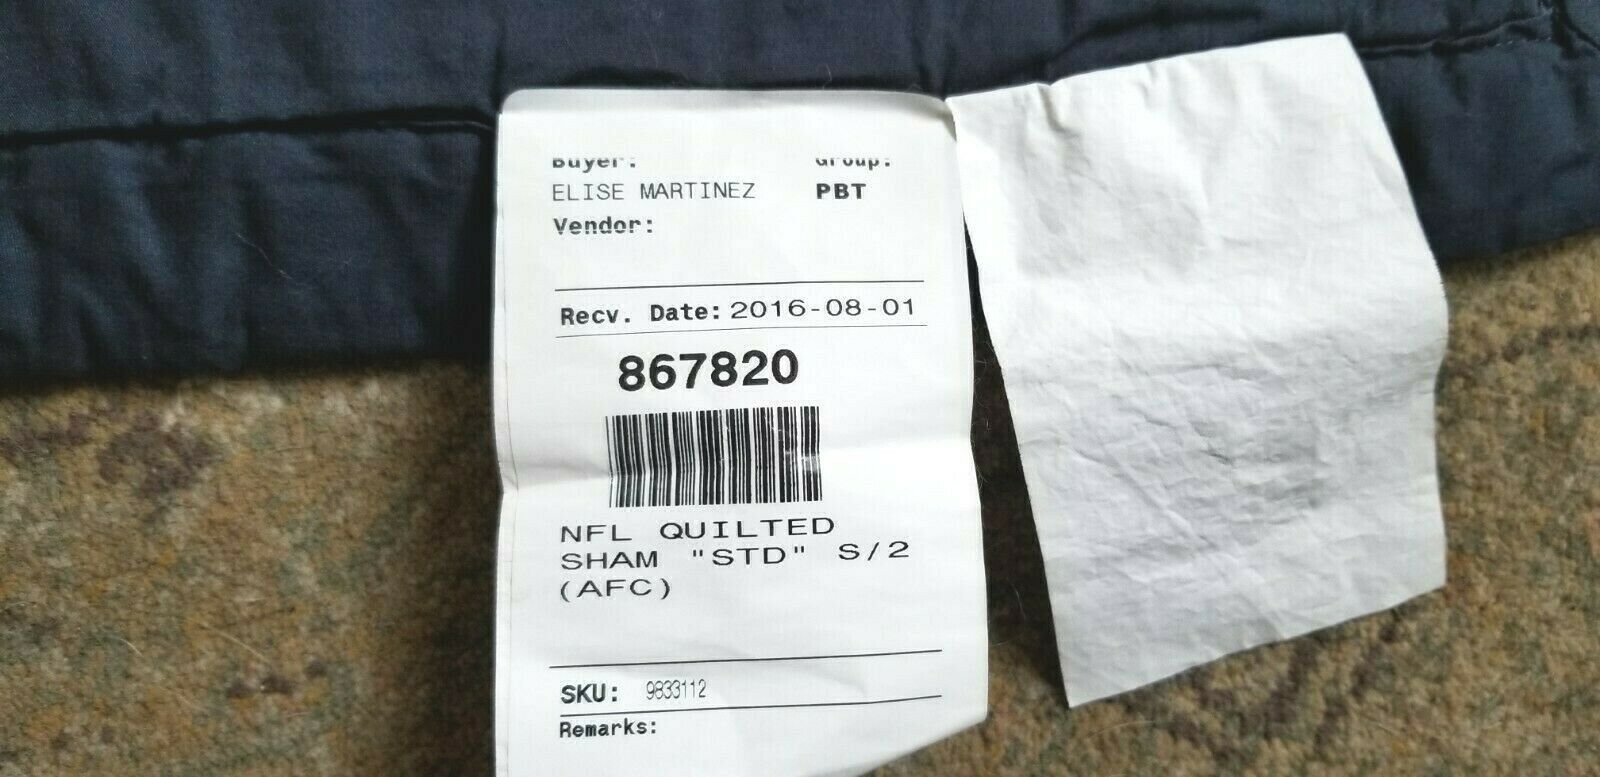 Buyer: Group:
ELISE MARTINEZ PBT
Vendor:
Recv. Date: 2016-08-01
867820
NFL QUILTED
SHAM "STD" S/2
(AFC)
SKU: 9833112
Remarks: